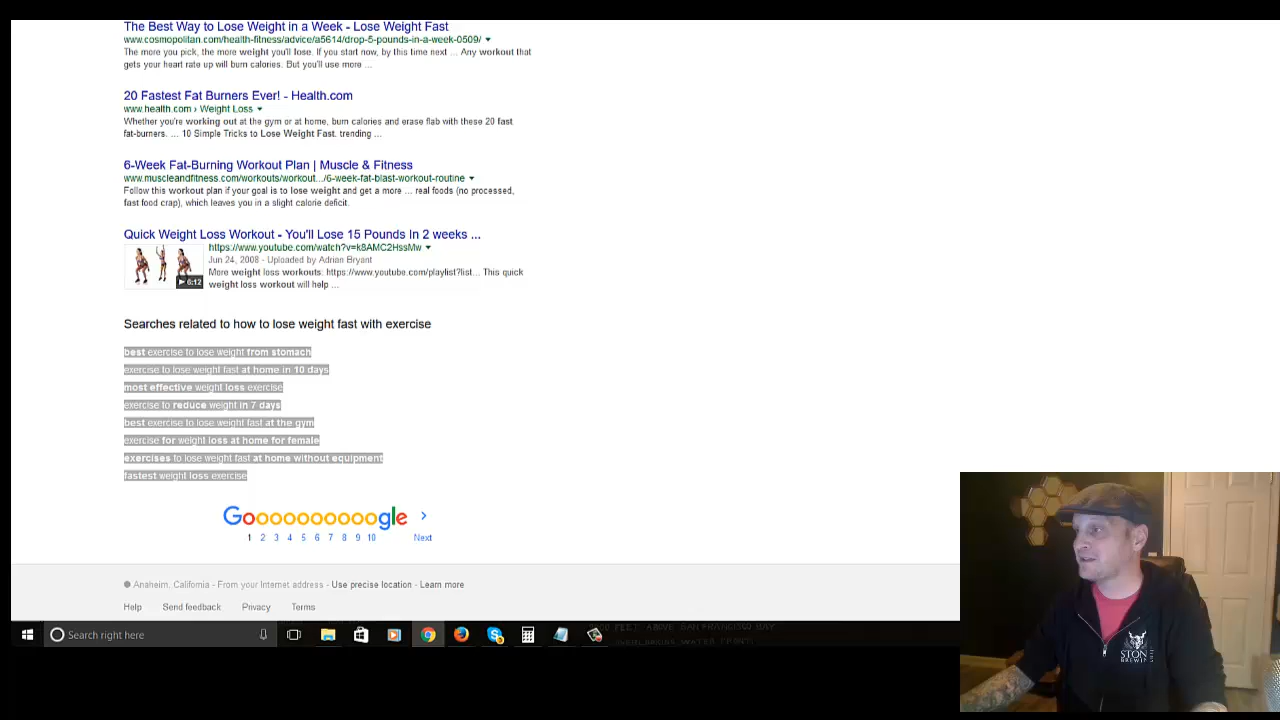 The Best Way to Lose Weight in a Week - Lose Weight Fast
www.cosmopolitan.com/health-fitness/advice/a5614/drop-5-pounds-in-a-week-0509/
The more you pick, the more weight you'll lose. If you start now, by this time next ... Any workout that
gets your heart rate up will burn calories. But you'll use more ...
20 Fastest Fat Burners Ever! - Health.com
www.health.com › Weight Loss
Whether you're working out at the gym or at home, burn calories and erase flab with these 20 fast
fat-burners. ... 10 Simple Tricks to Lose Weight Fast. trending ...
6-Week Fat-Burning Workout Plan | Muscle & Fitness
www.muscleandfitness.com/workouts/workout.../6-week-fat-blast-workout-routine
Follow this workout plan if your goal is to lose weight and get a more ... real foods (no processed,
fast food crap), which leaves you in a slight calorie deficit.
Quick Weight Loss Workout - You'll Lose 15 Pounds In 2 weeks ...
https://www.youtube.com/watch?v=k8AMC2HssMw
Jun 24, 2008 - Uploaded by Adrian Bryant
More weight loss workouts: https://www.youtube.com/playlist?list... This quick
6:12
weight loss workout will help ...
Searches related to how to lose weight fast with exercise
best exercise to lose weight from stomach
exercise to lose weight fast at home in 10 days
most effective weight loss exercise
exercise to reduce weight in 7 days
best exercise to lose weight fast at the gym
exercise for weight loss at home for female
exercises to lose weight fast at home without equipment
fastest weight loss exercise
Goooooooooogle
1 2 3 4 5 6 7 8 9 10 Next
Anaheim, California - From your Internet address - Use precise location - Learn more
Help Send feedback Privacy Terms
Search right here
FEET ABOVE SAN FRANCISCO BAY
STON
BREWI